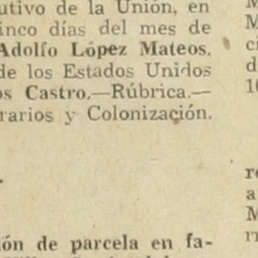 utivo de la Unión, en
inco días del mes de
Adolfo López Mateos.
de los Estados Unidos
os Castro.—Rúbrica.—
rarios y Colonización.
ón de parcela en fa-